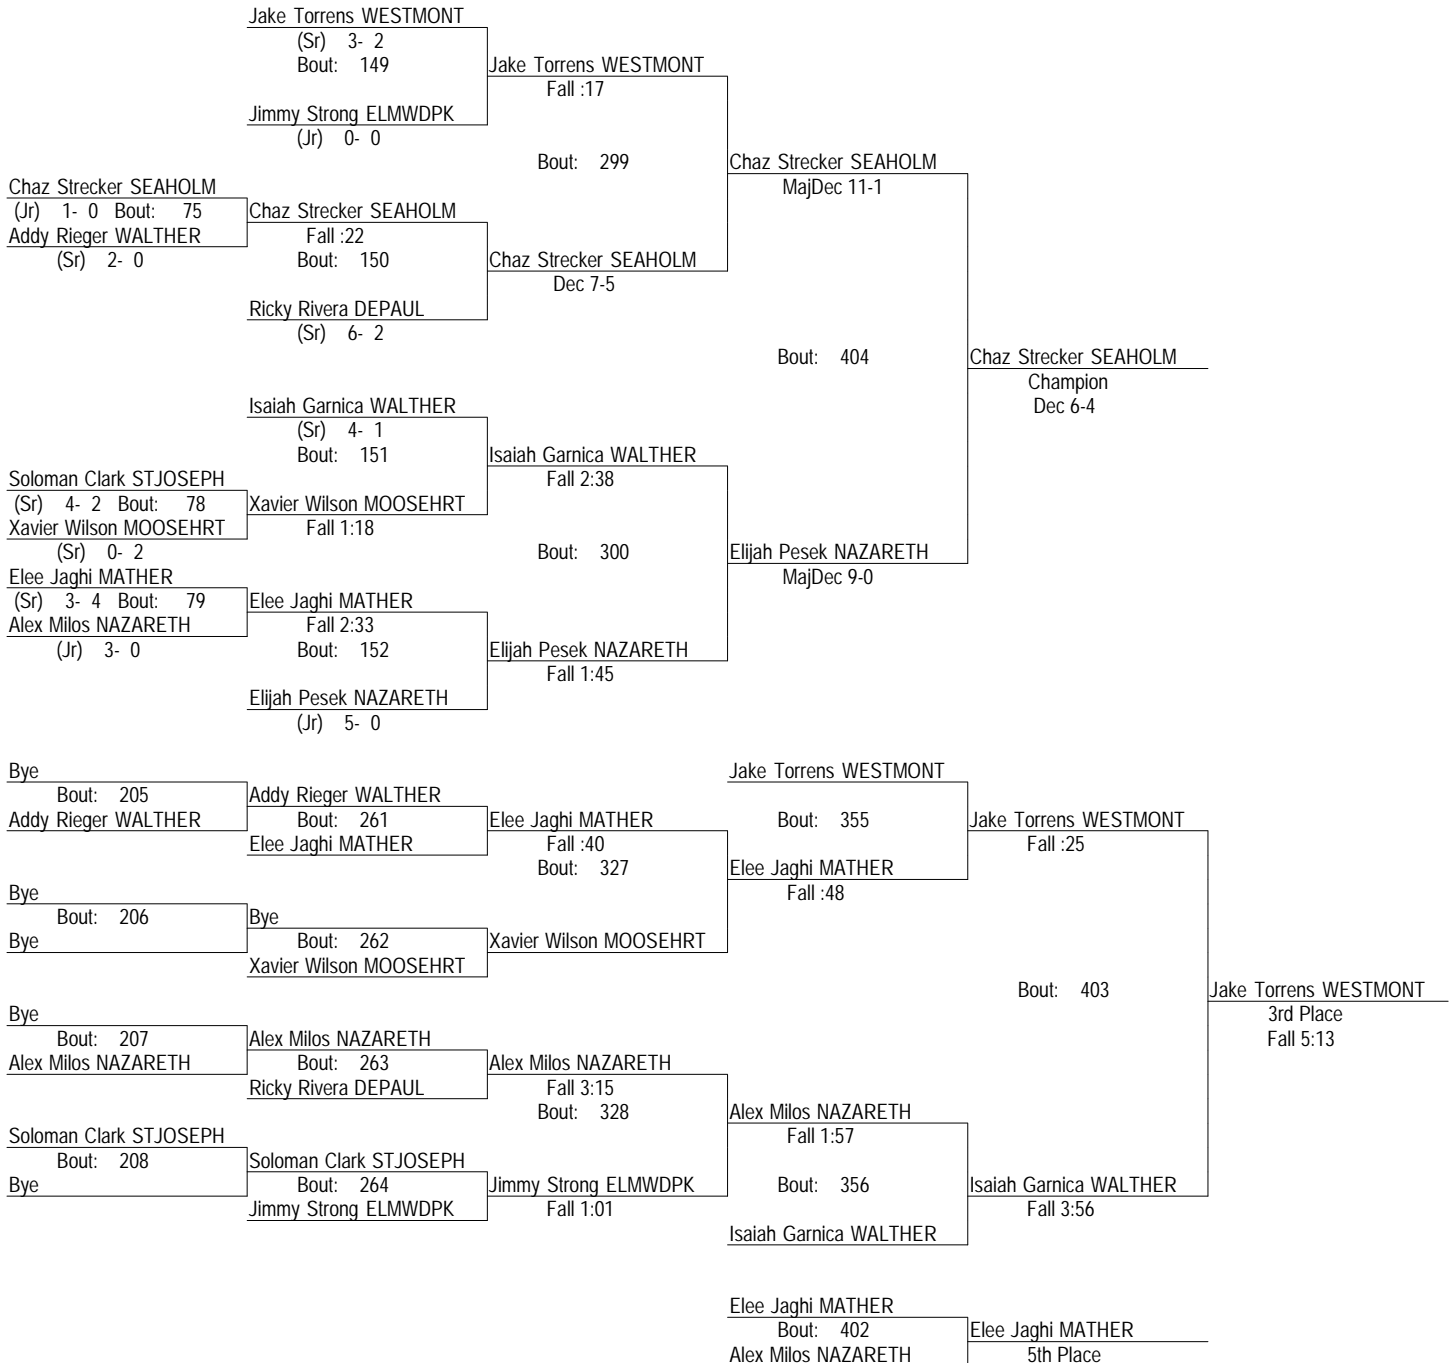 Jake Torrens WESTMONT
(Sr) 3- 2
Bout: 149
Jimmy Strong ELMWDPK
(Jr) 0- 0
Jake Torrens WESTMONT
Fall :17
Bout: 299
Chaz Strecker SEAHOLM
(Jr) 1- 0 Bout: 75
Addy Rieger WALTHER
(Sr) 2- 0
Chaz Strecker SEAHOLM
Fall :22
Bout: 150
Ricky Rivera DEPAUL
(Sr) 6- 2
Chaz Strecker SEAHOLM
Dec 7-5
Chaz Strecker SEAHOLM
MajDec 11-1
Bout: 404
Chaz Strecker SEAHOLM
Champion
Dec 6-4
Isaiah Garnica WALTHER
(Sr) 4- 1
Bout: 151
Soloman Clark STJOSEPH
(Sr) 4- 2 Bout: 78
Xavier Wilson MOOSEHRT
(Sr) 0- 2
Xavier Wilson MOOSEHRT
Fall 1:18
Isaiah Garnica WALTHER
Fall 2:38
Bout: 300
Elee Jaghi MATHER
(Sr) 3- 4 Bout: 79
Alex Milos NAZARETH
(Jr) 3- 0
Elee Jaghi MATHER
Fall 2:33
Bout: 152
Elijah Pesek NAZARETH
(Jr) 5- 0
Elijah Pesek NAZARETH
Fall 1:45
Elijah Pesek NAZARETH
MajDec 9-0
Bye
Bout: 205
Addy Rieger WALTHER
Addy Rieger WALTHER
Bout: 261
Elee Jaghi MATHER
Elee Jaghi MATHER
Fall :40
Bout: 327
Bye
Bout: 206
Bye
Bye
Bout: 262
Xavier Wilson MOOSEHRT
Xavier Wilson MOOSEHRT
Jake Torrens WESTMONT
Bout: 355
Elee Jaghi MATHER
Fall :48
Jake Torrens WESTMONT
Fall :25
Bout: 403
Jake Torrens WESTMONT
3rd Place
Fall 5:13
Bye
Bout: 207
Alex Milos NAZARETH
Alex Milos NAZARETH
Bout: 263
Ricky Rivera DEPAUL
Alex Milos NAZARETH
Fall 3:15
Bout: 328
Soloman Clark STJOSEPH
Bout: 208
Bye
Soloman Clark STJOSEPH
Bout: 264
Jimmy Strong ELMWDPK
Jimmy Strong ELMWDPK
Fall 1:01
Alex Milos NAZARETH
Fall 1:57
Bout: 356
Isaiah Garnica WALTHER
Isaiah Garnica WALTHER
Fall 3:56
Elee Jaghi MATHER
Bout: 402
Alex Milos NAZARETH
Elee Jaghi MATHER
5th Place